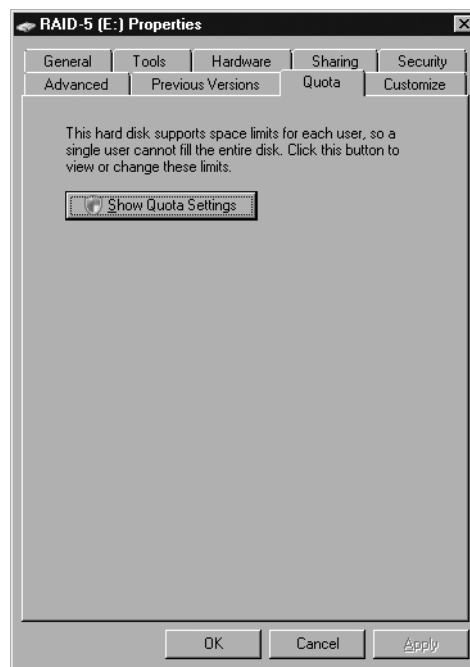 RAID-5 (E:) Properties
General Tools Hardware Sharing Security
Advanced Previous Versions Quota Customize
This hard disk supports space limits for each user, so a
single user cannot fill the entire disk. Click this button to
view or change these limits.
Show Quota Settings
OK Cancel Apply